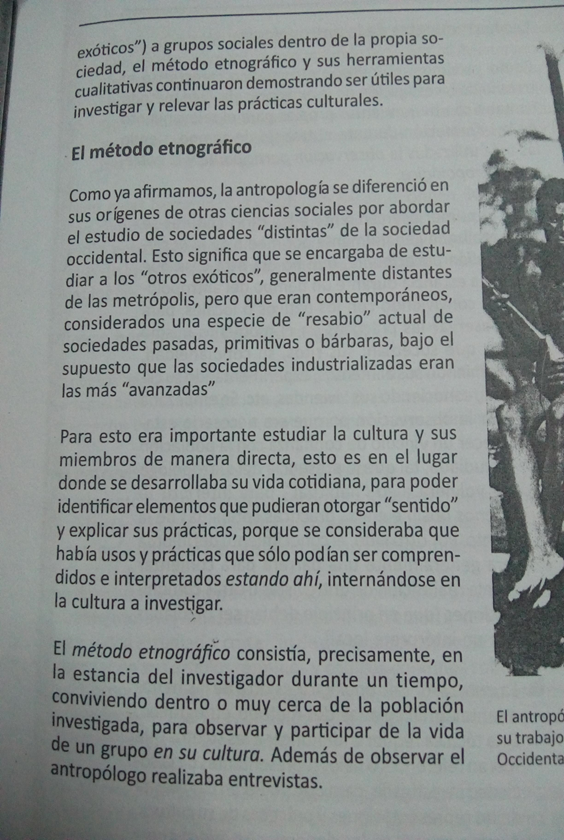 exóticos") a grupos sociales dentro de la propia so-
ciedad, el método etnográfico y sus herramientas
cualitativas continuaron demostrando ser útiles para
investigar y relevar las prácticas culturales.
El método etnográfico
Como ya afirmamos, la antropología se diferenció en
sus orígenes de otras ciencias sociales por abordar
el estudio de sociedades "distintas" de la sociedad
occidental. Esto significa que se encargaba de estu-
diar a los "otros exóticos", generalmente distantes
de las metrópolis, pero que eran contemporáneos,
considerados una especie de "resabio" actual de
sociedades pasadas, primitivas o bárbaras, bajo el
supuesto que las sociedades industrializadas eran
las más "avanzadas"
Para esto era importante estudiar la cultura y sus
miembros de manera directa, esto es en el lugar
donde se desarrollaba su vida cotidiana, para poder
identificar elementos que pudieran otorgar "sentido"
y explicar sus prácticas, porque se consideraba que
había usos y prácticas que sólo podían ser compren-
didos e interpretados estando ahí, internándose en
la cultura a investigar.
El método etnográfico consistía, precisamente, en
la estancia del investigador durante un tiempo,
conviviendo dentro o muy cerca de la población
investigada, para observar y participar de la vida
de un grupo en su cultura. Además de observar el
antropólogo realizaba entrevistas.
El antropó
su trabajo
Occidenta